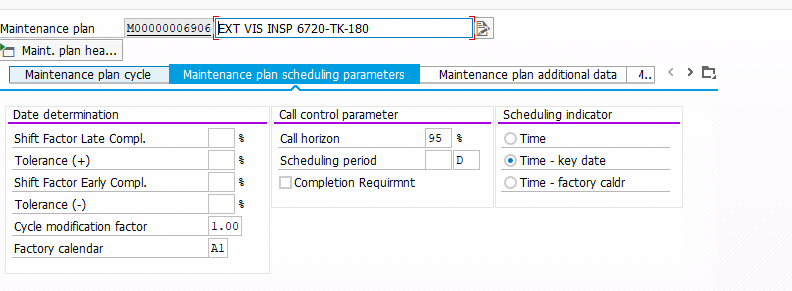 Maintenance plan M00000006906 EXT VIS INSP 6720-TK-180
Maint. plan hea...
Maintenance plan cycle Maintenance plan scheduling parameters Maintenance plan additional data M..
Date determination
Shift Factor Late Compl. %
Tolerance (+) %
Shift Factor Early Compl. %
Tolerance (-) %
Cycle modification factor 1.00
Factory calendar A1
Call control parameter
Call horizon 95 %
Scheduling period D
Completion Requirmnt
Scheduling indicator
Time
Time - key date
Time - factory caldr